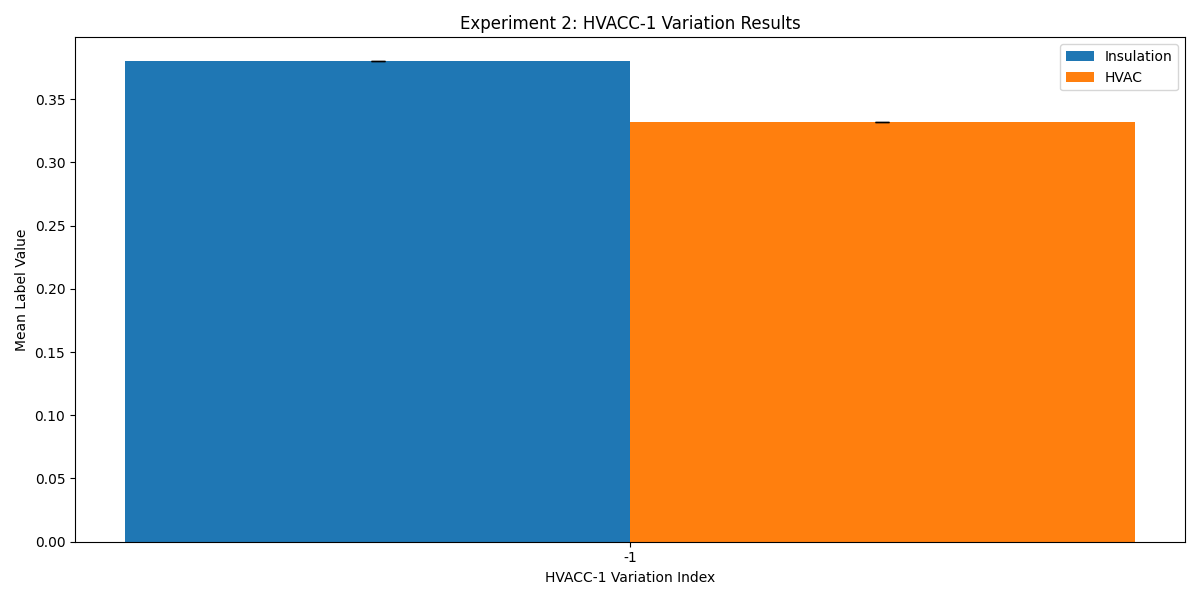 Experiment 2: HVACC-1 Variation Results
Insulation
HVAC
Mean Label Value
0.35
0.30
0.25
0.20
0.15
0.10
0.05
0.00
-1
HVACC-1 Variation Index